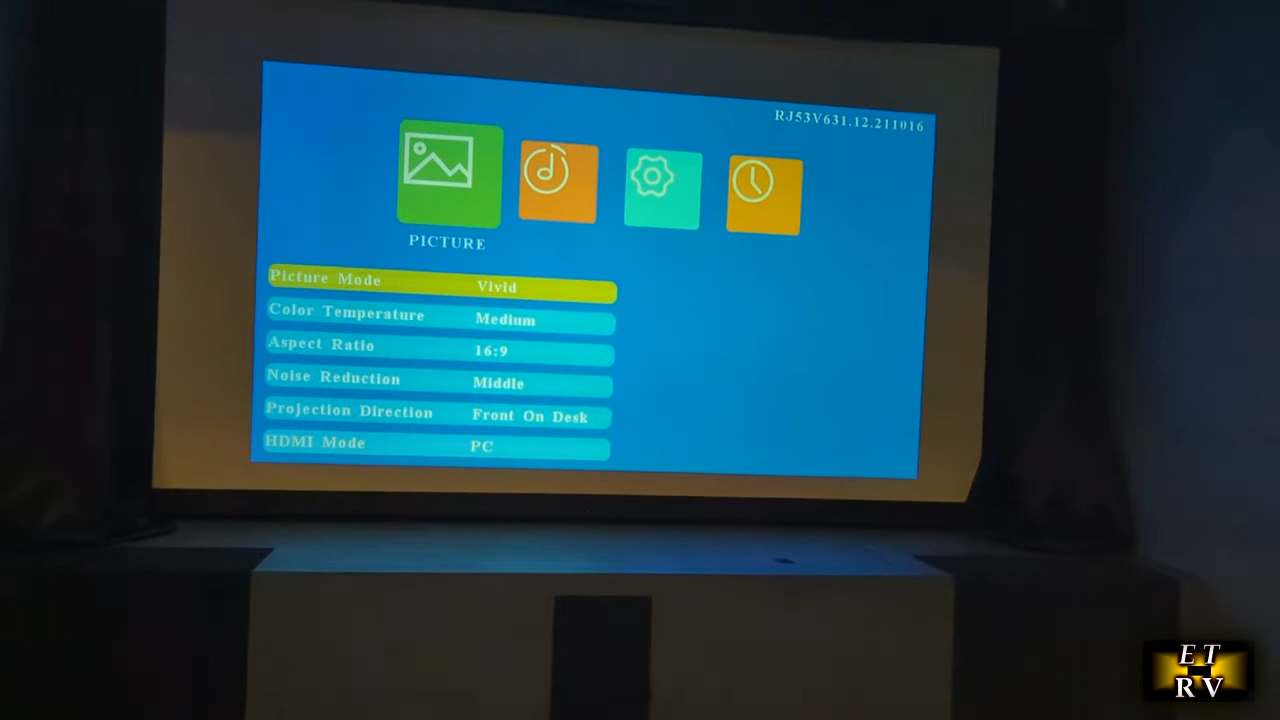 RJ53V631.12.211016
PICTURE
Picture Mode Vivid
Color Temperature Medium
Aspect Ratio 16:9
Noise Reduction Middle
Projection Direction Front On Desk
HDMI Mode PC
ET
RV